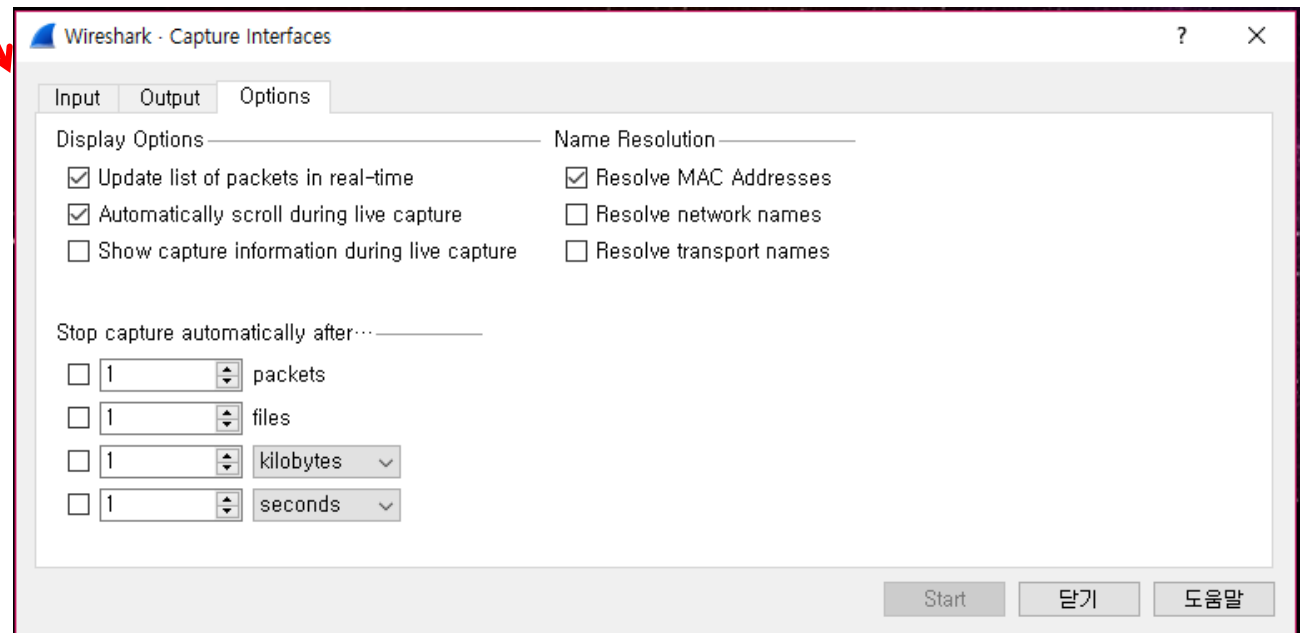 Wireshark · Capture Interfaces
?
Input Output Options
Display Options
Update list of packets in real-time
Automatically scroll during live capture
Show capture information during live capture
Name Resolution
Resolve MAC Addresses
Resolve network names
Resolve transport names
Stop capture automatically after…
1 packets
1 files
1 kilobytes
1 seconds
Start 닫기 도움말